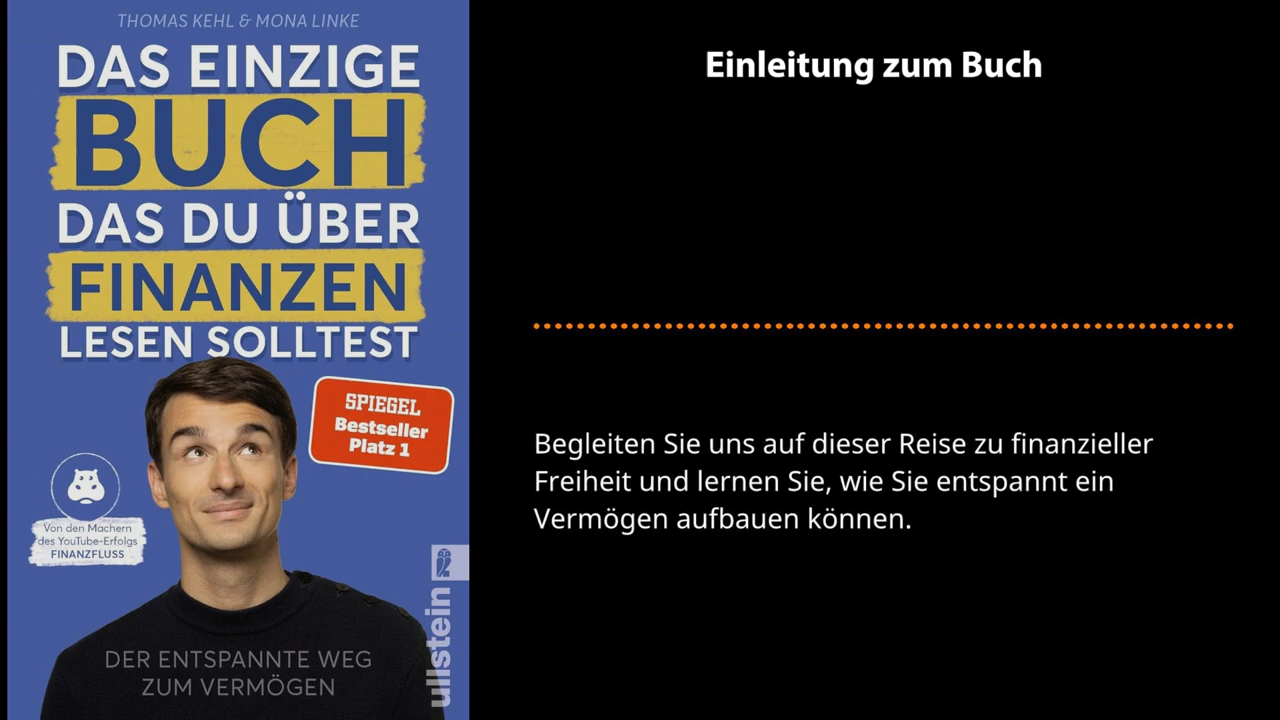 THOMAS KEHL & MONA LINKE
DAS EINZIGE
BUCH
DAS DU ÜBER
FINANZEN
LESEN SOLLTEST
SPIEGEL
Bestseller
Platz 1
Von den Machern
des YouTube-Erfolgs
FINANZFLUSS
ullstein
DER ENTSPANNTE WEG
ZUM VERMÖGEN
Einleitung zum Buch
Begleiten Sie uns auf dieser Reise zu finanzieller
Freiheit und lernen Sie, wie Sie entspannt ein
Vermögen aufbauen können.